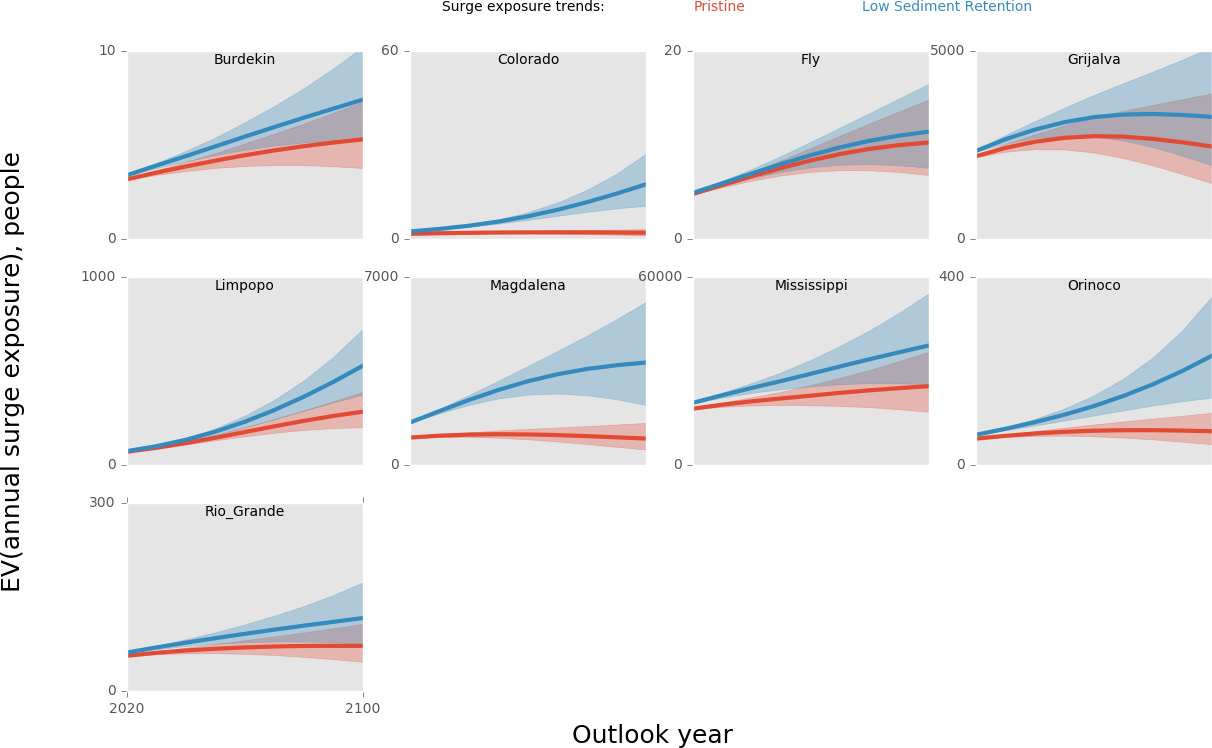 Surge exposure trends: Pristine Low Sediment Retention
EV(annual surge exposure), people
10 Burdekin 0
60 Colorado 0
20 Fly 0
5000 Grijalva 0
1000 Limpopo 0
7000 Magdalena 0
60000 Mississippi 0
400 Orinoco 0
300 Rio_Grande 0
2020 2100
Outlook year